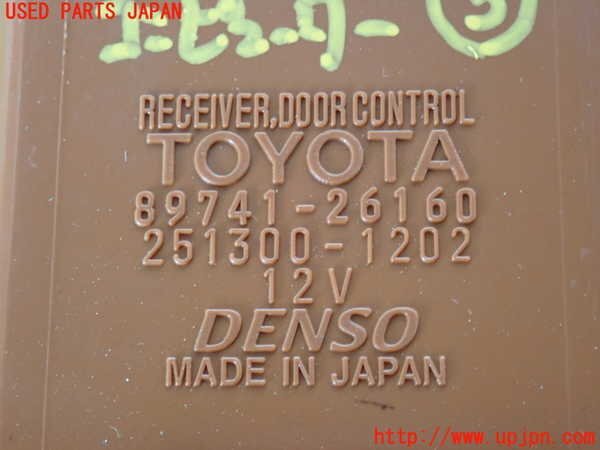 USED PARTS JAPAN
③
RECEIVER,DOOR CONTROL
TOYOTA
89741-26160
251300-1202
12V
DENSO
MADE IN JAPAN
http://www.upjpn.com